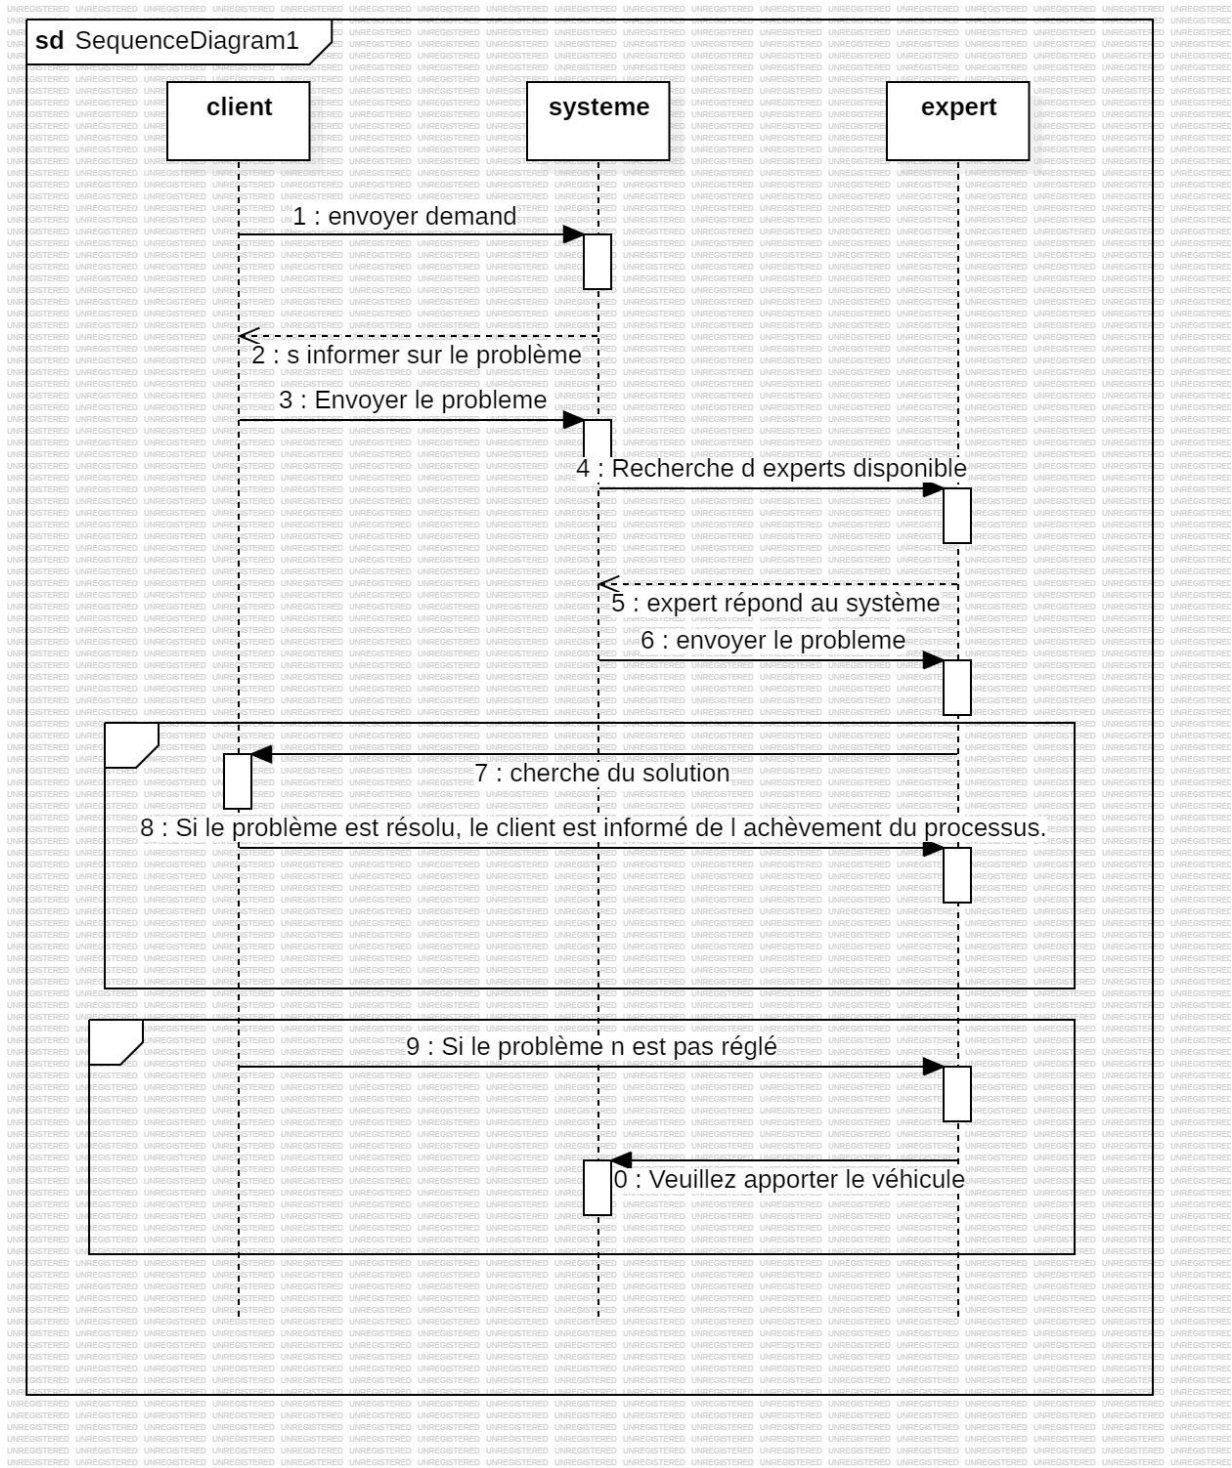 sd SequenceDiagram1
client
systeme
expert
1 : envoyer demand
2 : s informer sur le problème
3 : Envoyer le probleme
4 : Recherche d experts disponible
5 : expert répond au système
6 : envoyer le probleme
7 : cherche du solution
8 : Si le problème est résolu, le client est informé de l achèvement du processus.
9 : Si le problème n est pas réglé
0 : Veuillez apporter le véhicule
UNREGISTERED